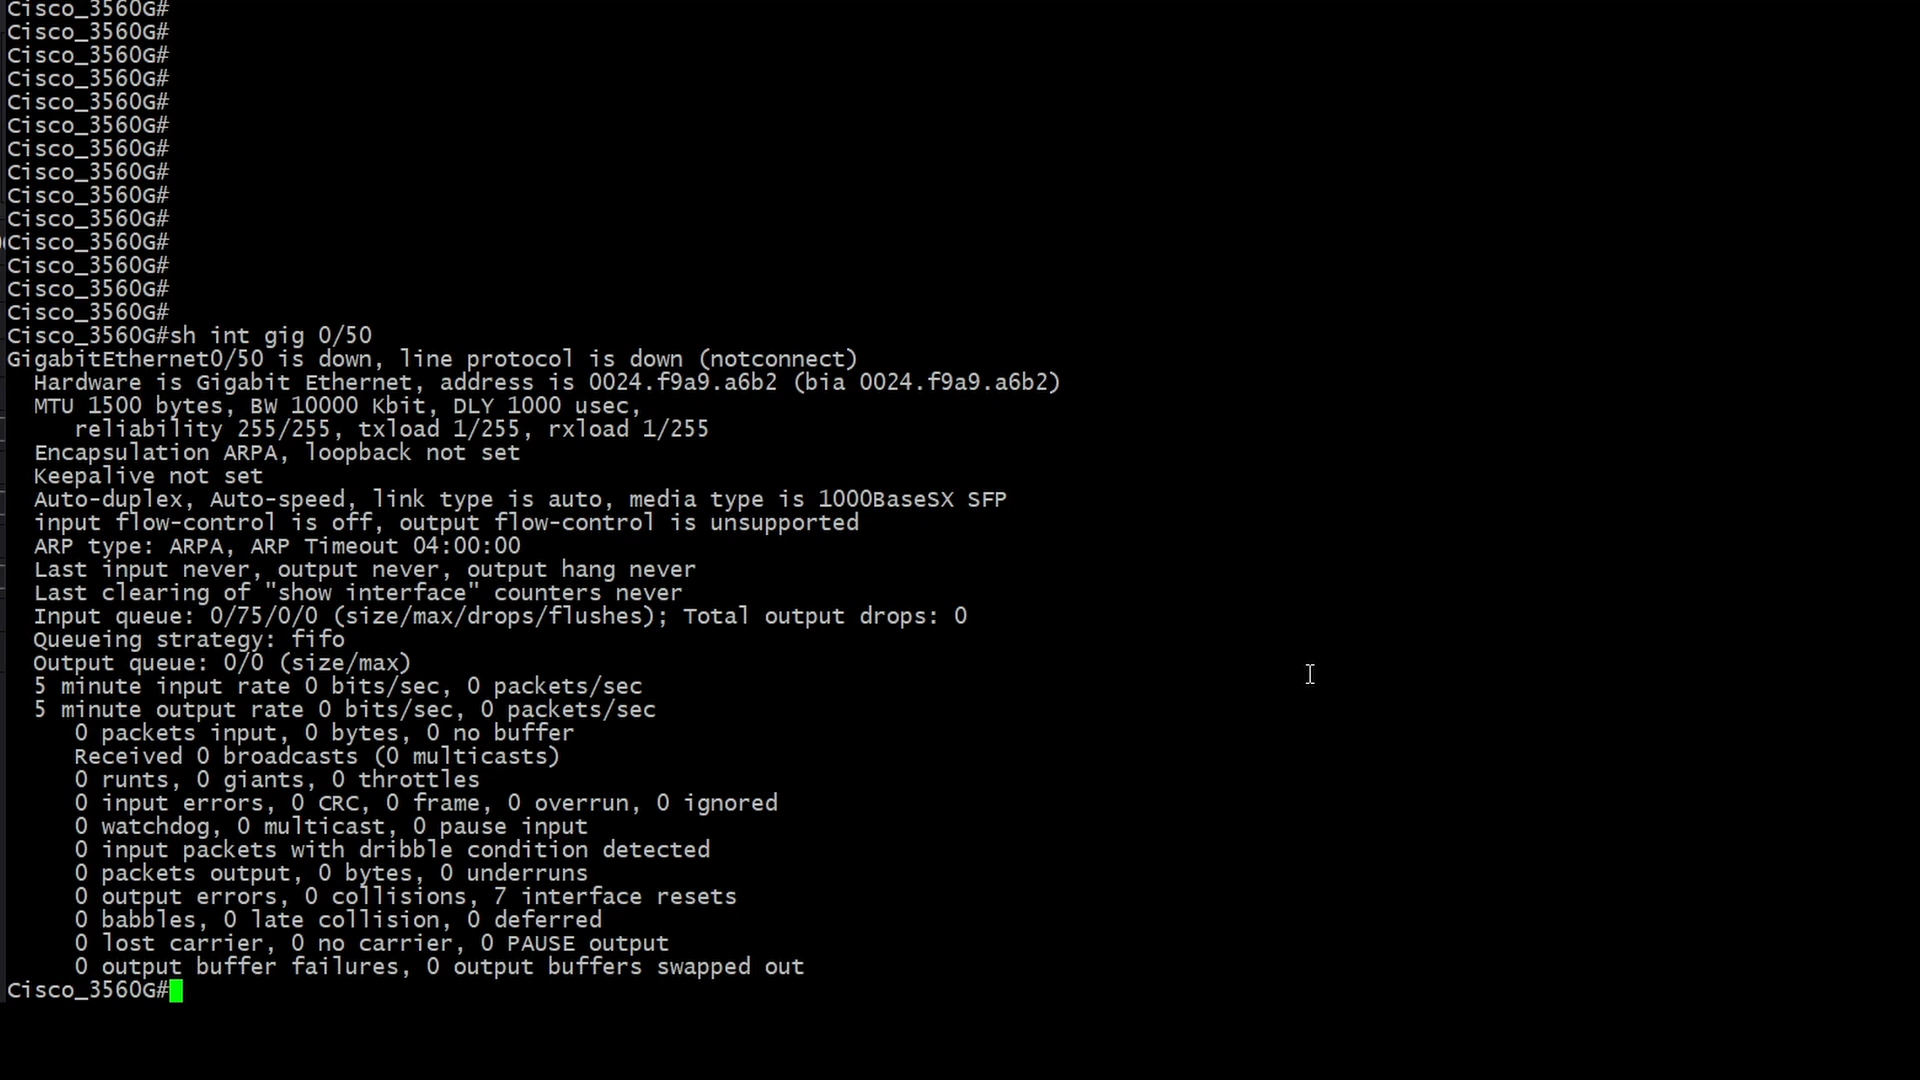 Cisco_3560G#
Cisco_3560G#
Cisco_3560G#
Cisco_3560G#
Cisco_3560G#
Cisco_3560G#
Cisco_3560G#
Cisco_3560G#
Cisco_3560G#
Cisco_3560G#
Cisco_3560G#
Cisco_3560G#
Cisco_3560G#
Cisco_3560G#
Cisco_3560G#sh int gig 0/50
GigabitEthernet0/50 is down, line protocol is down (notconnect)
  Hardware is Gigabit Ethernet, address is 0024.f9a9.a6b2 (bia 0024.f9a9.a6b2)
  MTU 1500 bytes, BW 10000 Kbit, DLY 1000 usec,
     reliability 255/255, txload 1/255, rxload 1/255
  Encapsulation ARPA, loopback not set
  Keepalive not set
  Auto-duplex, Auto-speed, link type is auto, media type is 1000BaseSX SFP
  input flow-control is off, output flow-control is unsupported
  ARP type: ARPA, ARP Timeout 04:00:00
  Last input never, output never, output hang never
  Last clearing of "show interface" counters never
  Input queue: 0/75/0/0 (size/max/drops/flushes); Total output drops: 0
  Queueing strategy: fifo
  Output queue: 0/0 (size/max)
  5 minute input rate 0 bits/sec, 0 packets/sec
  5 minute output rate 0 bits/sec, 0 packets/sec
     0 packets input, 0 bytes, 0 no buffer
     Received 0 broadcasts (0 multicasts)
     0 runts, 0 giants, 0 throttles
     0 input errors, 0 CRC, 0 frame, 0 overrun, 0 ignored
     0 watchdog, 0 multicast, 0 pause input
     0 input packets with dribble condition detected
     0 packets output, 0 bytes, 0 underruns
     0 output errors, 0 collisions, 7 interface resets
     0 babbles, 0 late collision, 0 deferred
     0 lost carrier, 0 no carrier, 0 PAUSE output
     0 output buffer failures, 0 output buffers swapped out
Cisco_3560G#